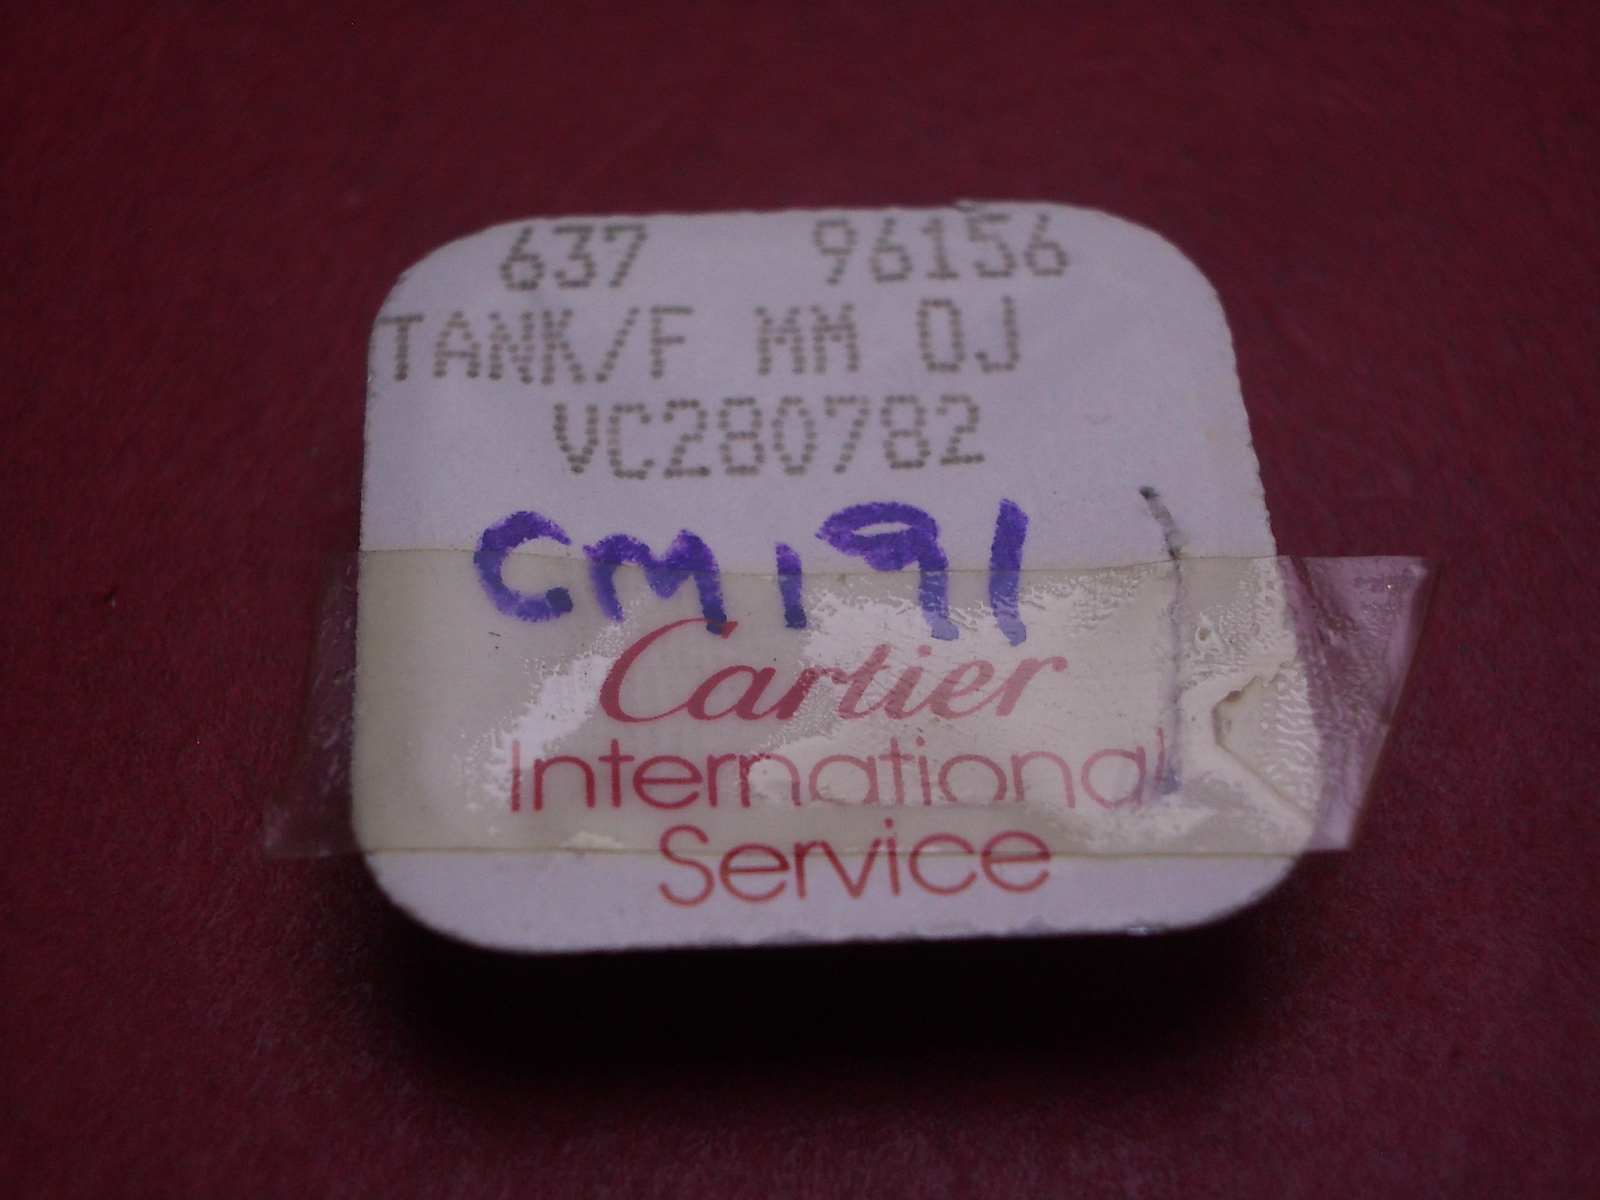 637 96156
TANK/F MM OJ
VC280782
CM191
Cartier
International
Service